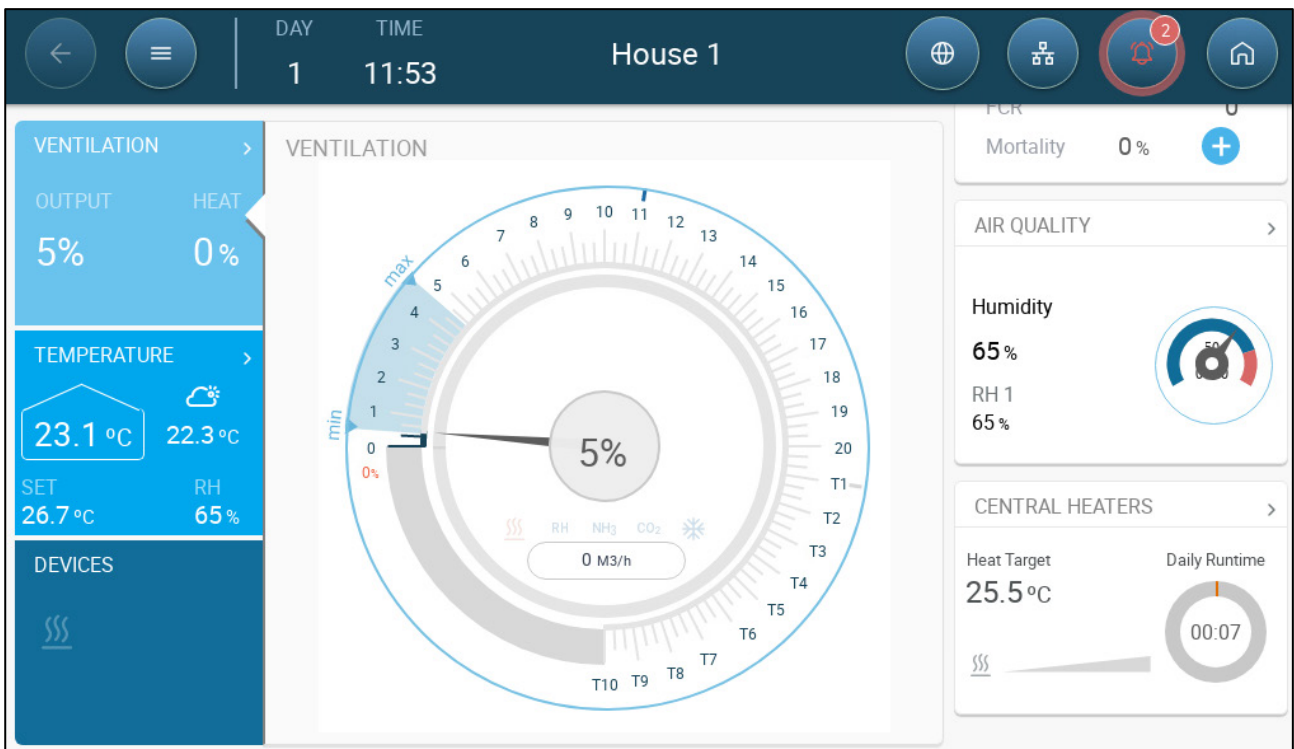 DAY TIME
1 11:53
House 1
2
VENTILATION
OUTPUT HEAT
5% 0 %
TEMPERATURE
23.1 ºC 22.3 ºC
SET RH
26.7 ºC 65 %
DEVICES
VENTILATION
min
max
0 1 2 3 4 5 6 7 8 9 10 11 12 13 14 15 16 17 18 19 20 T1 T2 T3 T4 T5 T6 T7 T8 T9 T10
0%
5%
RH NH3 CO2
0 M3/h
FCR 0
Mortality 0 %
AIR QUALITY
Humidity
65 %
RH 1
65 %
CENTRAL HEATERS
Heat Target Daily Runtime
25.5 ºC
00:07